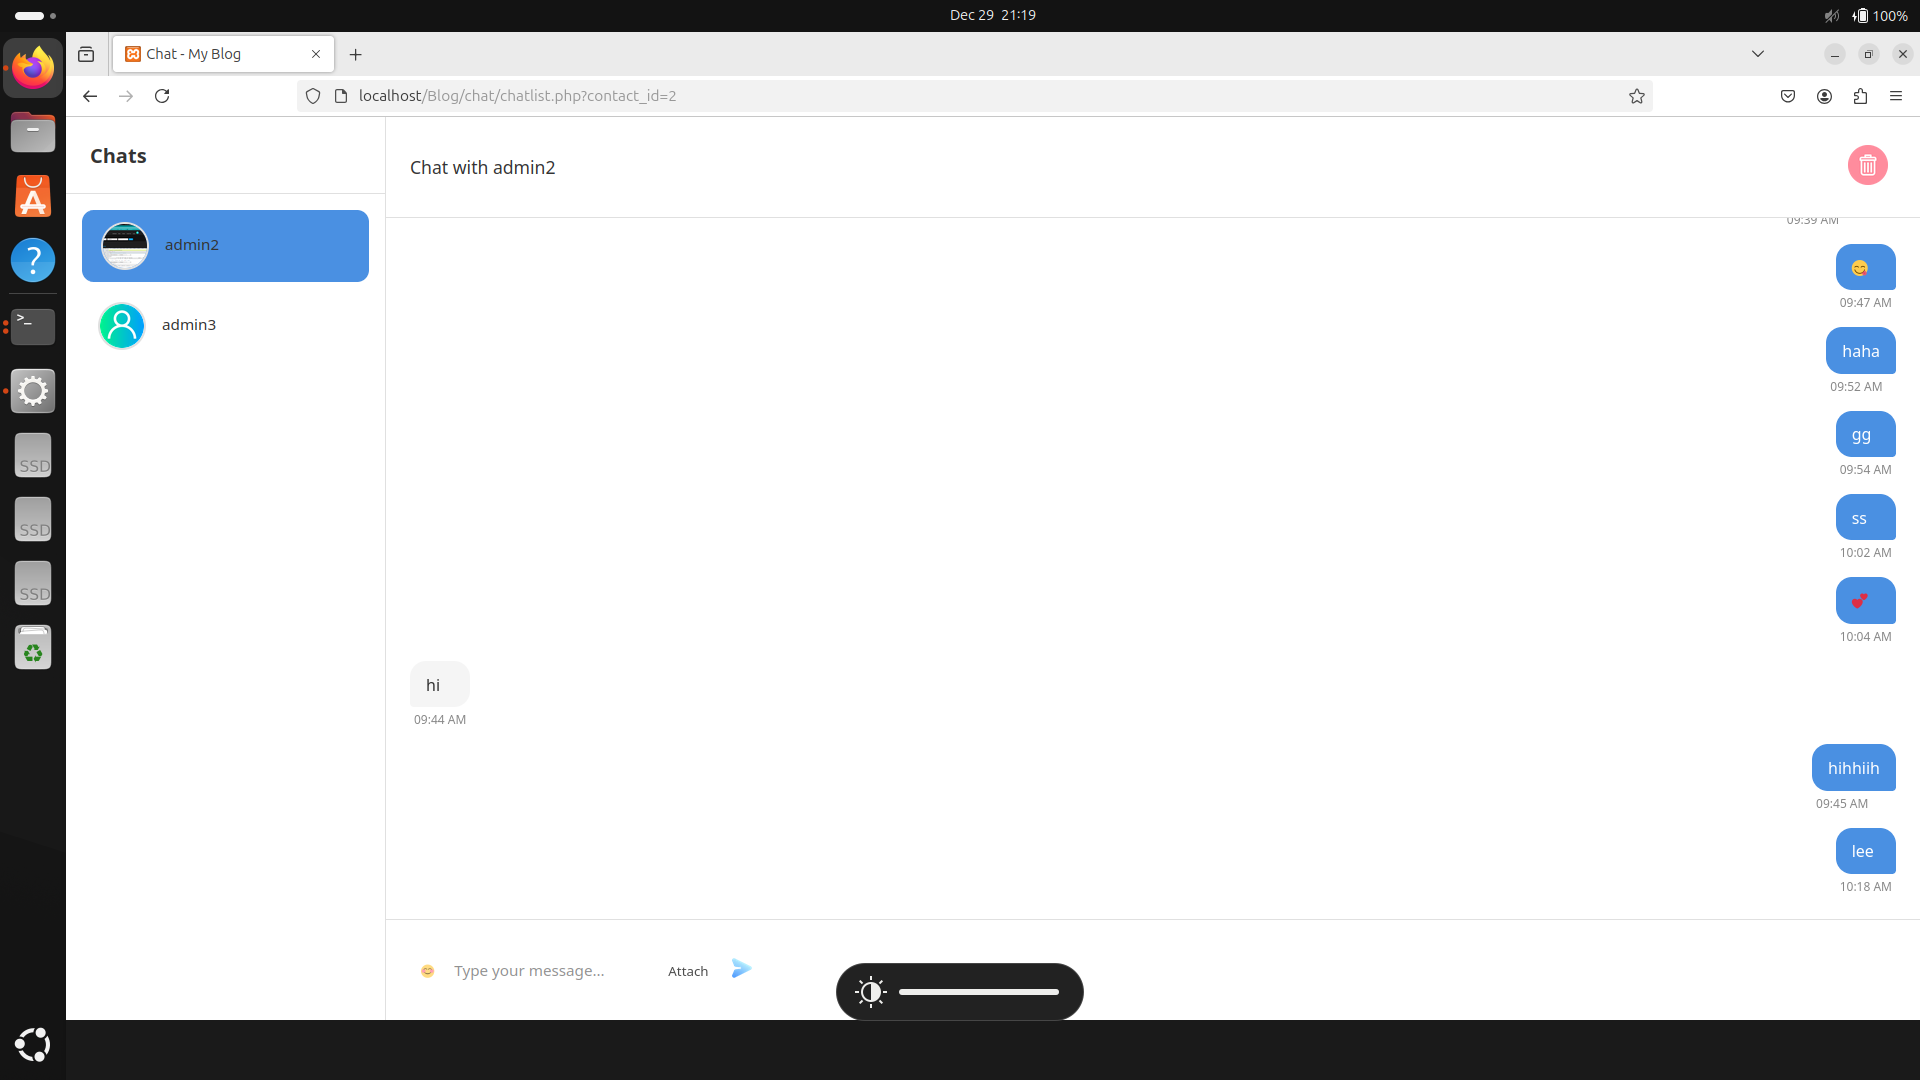 Dec 29 21:19
100%
Chat - My Blog
localhost/Blog/chat/chatlist.php?contact_id=2
Chats
Chat with admin2
admin2
admin3
09:39 AM
09:47 AM
haha
09:52 AM
gg
09:54 AM
ss
10:02 AM
10:04 AM
hi
09:44 AM
hihhiih
09:45 AM
lee
10:18 AM
Type your message...
Attach
>_
?
A
SSD
SSD
SSD